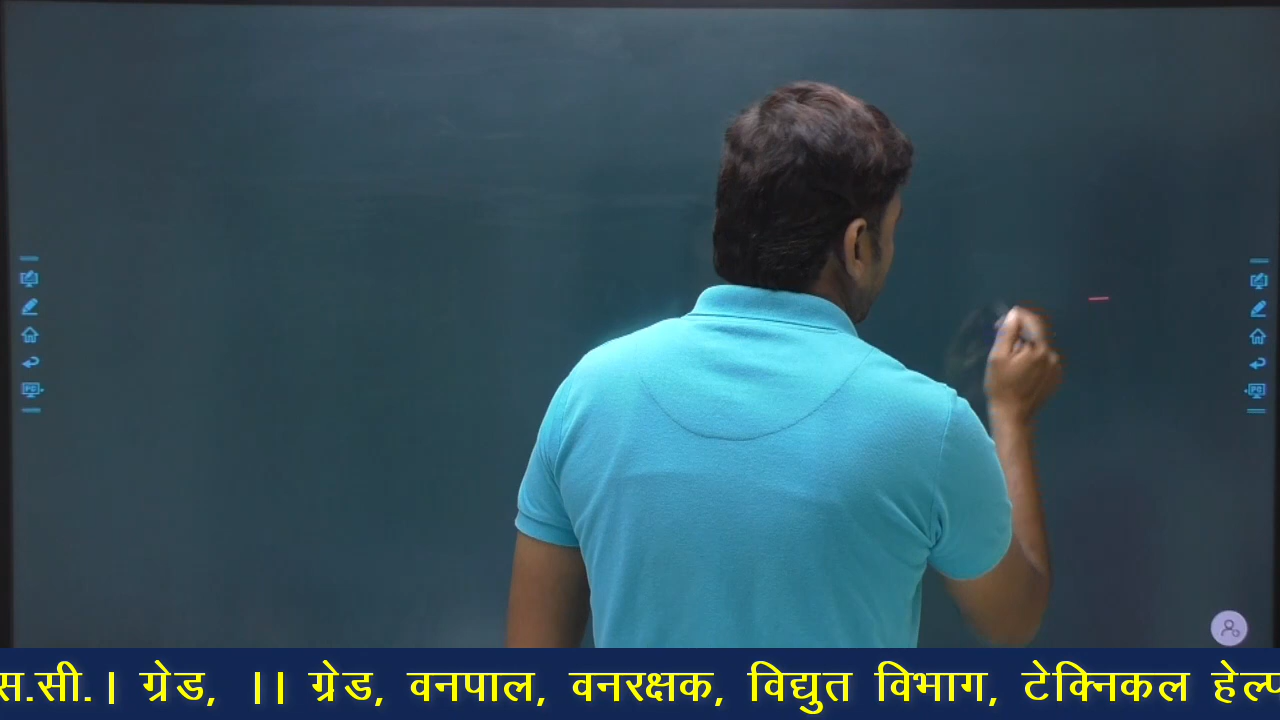 स.सी. । ग्रेड, ।। ग्रेड, वनपाल, वनरक्षक, विद्युत विभाग, टेक्निकल हेल्प